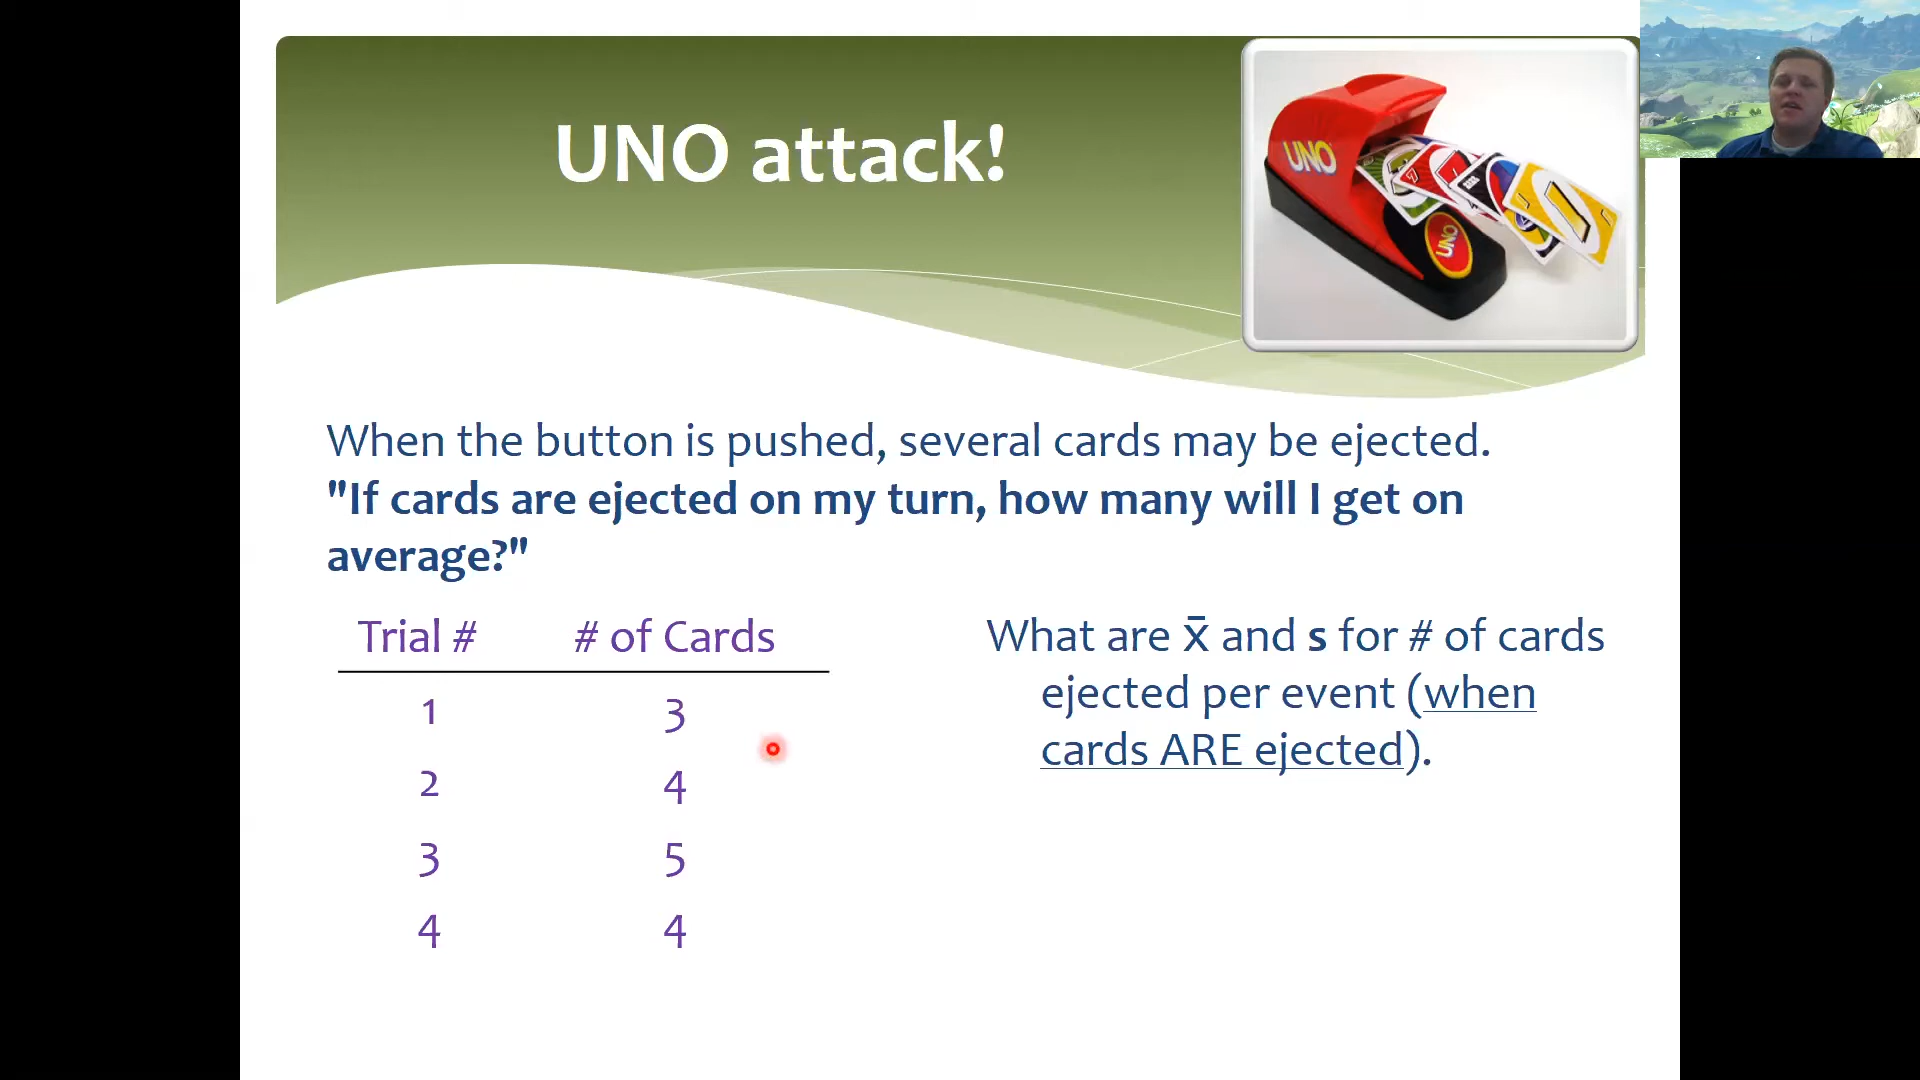 UNO attack!
UNO
UNO
When the button is pushed, several cards may be ejected.
"If cards are ejected on my turn, how many will I get on
average?"
Trial # # of Cards
1 3
2 4
3 5
4 4
What are x̄ and s for # of cards
ejected per event (when
cards ARE ejected).